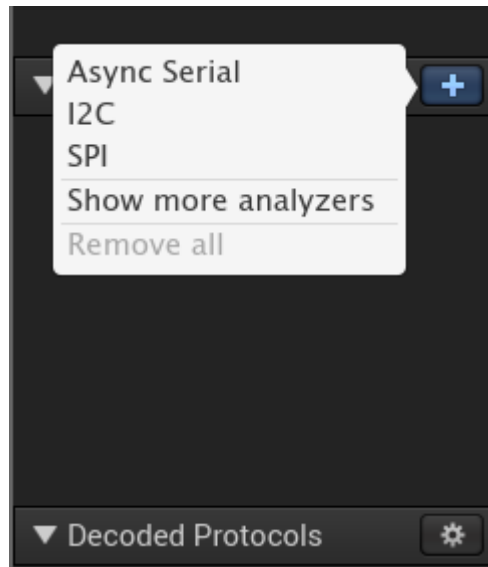 Async Serial
I2C
SPI
Show more analyzers
Remove all
Decoded Protocols